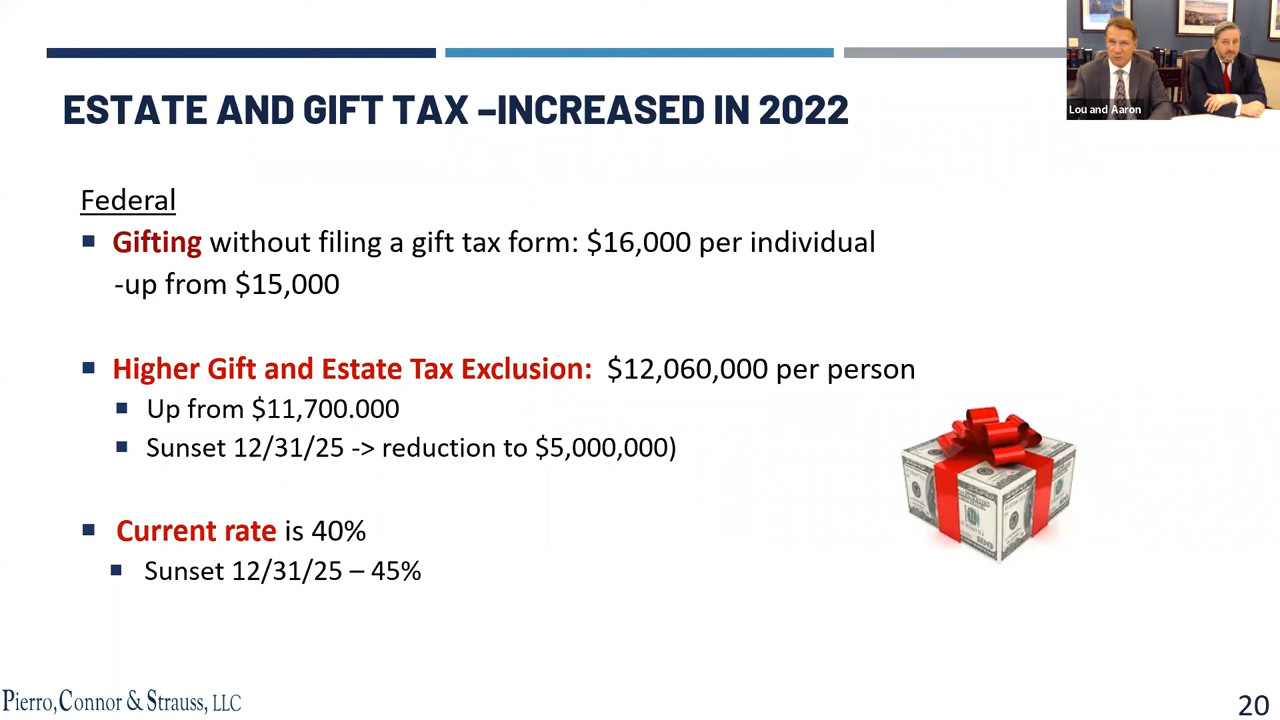 Lou and Aaron
ESTATE AND GIFT TAX –INCREASED IN 2022
Federal
Gifting without filing a gift tax form: $16,000 per individual
-up from $15,000
Higher Gift and Estate Tax Exclusion: $12,060,000 per person
Up from $11,700.000
Sunset 12/31/25 -> reduction to $5,000,000)
Current rate is 40%
Sunset 12/31/25 – 45%
100
Pierro, Connor & Strauss, LLC
20